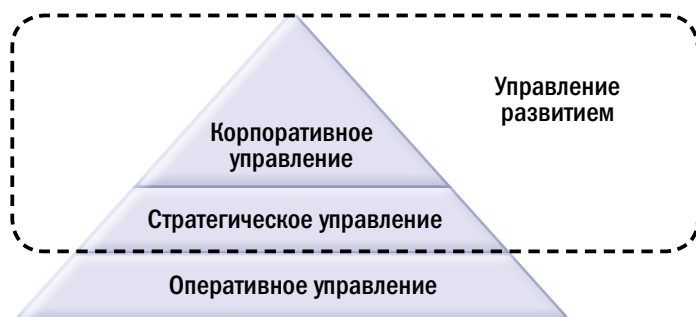 Управление
развитием
Корпоративное
управление
Стратегическое управление
Оперативное управление